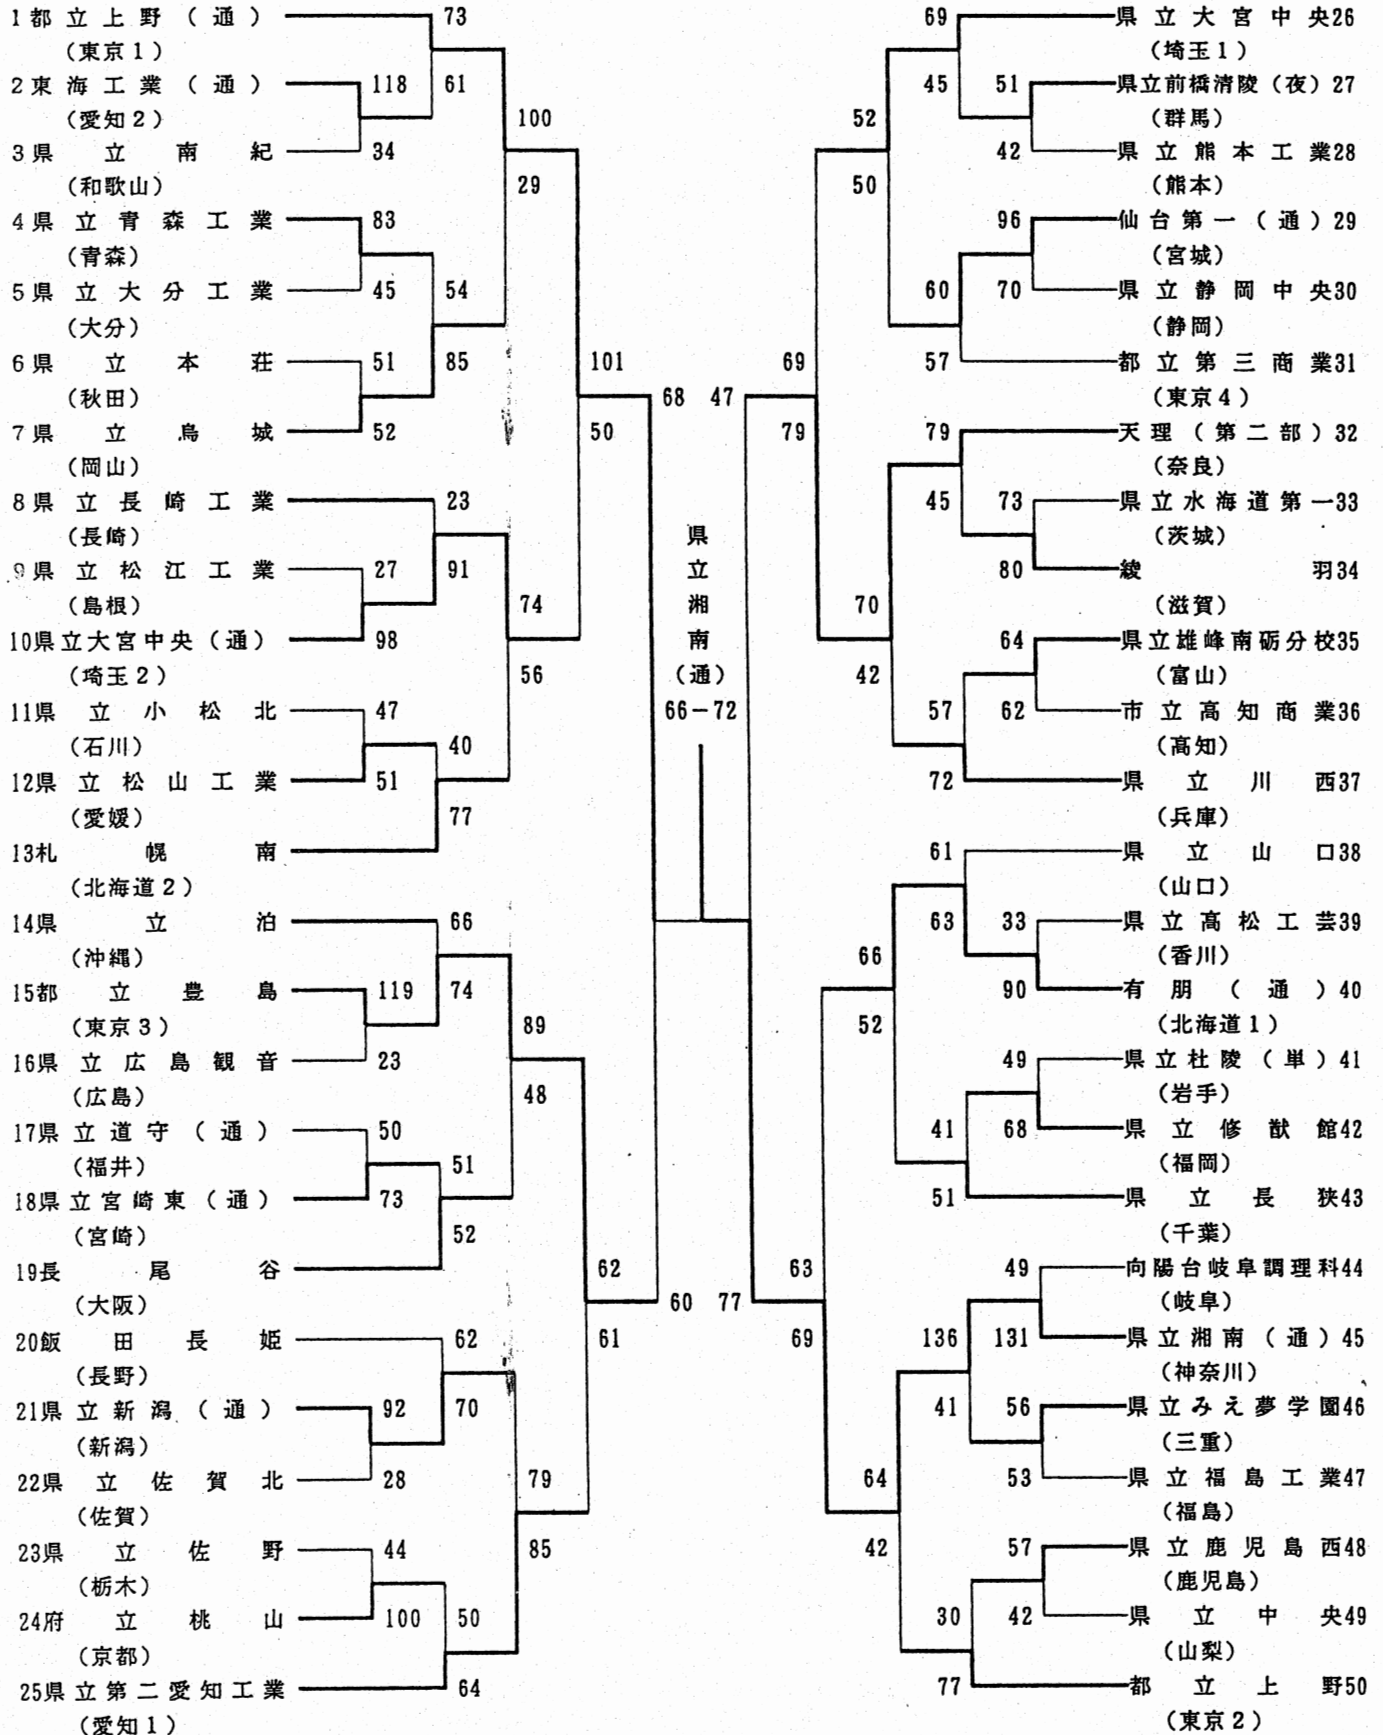 1都立上野(通)
(東京1)
2東海工業(通)
(愛知2)
3県立南紀
(和歌山)
4県立青森工業
(青森)
5県立大分工業
(大分)
6県立本荘
(秋田)
7県立鳥城
(岡山)
8県立長崎工業
(長崎)
9県立松江工業
(島根)
10県立大宮中央(通)
(埼玉2)
11県立小松北
(石川)
12県立松山工業
(愛媛)
13札幌南
(北海道2)
14県立泊
(沖縄)
15都立豊島
(東京3)
16県立広島観音
(広島)
17県立道守(通)
(福井)
18県立宮崎東(通)
(宮崎)
19長尾谷
(大阪)
20飯田長姫
(長野)
21県立新潟(通)
(新潟)
22県立佐賀北
(佐賀)
23県立佐野
(栃木)
24府立桃山
(京都)
25県立第二愛知工業
(愛知1)
118
34
83
45
51
52
27
98
47
51
119
23
50
73
92
28
44
100
73
61
54
85
23
91
40
77
66
74
51
52
62
70
50
64
100
29
74
56
89
48
79
85
101
50
62
61
68 47
60 77
県立湘南(通)
66-72
69
79
63
69
52
50
70
42
66
52
64
42
69
45
60
57
79
45
57
72
61
63
41
51
136
41
30
77
51
42
96
70
73
80
64
62
33
90
49
68
49
131
56
53
57
42
県立大宮中央26
(埼玉1)
県立前橋清陵(夜)27
(群馬)
県立熊本工業28
(熊本)
仙台第一(通)29
(宮城)
県立静岡中央30
(静岡)
都立第三商業31
(東京4)
天理(第二部)32
(奈良)
県立水海道第一33
(茨城)
綾羽34
(滋賀)
県立雄峰南砺分校35
(富山)
市立高知商業36
(高知)
県立川西37
(兵庫)
県立山口38
(山口)
県立高松工芸39
(香川)
有朋(通)40
(北海道1)
県立杜陵(単)41
(岩手)
県立修猷館42
(福岡)
県立長狭43
(千葉)
向陽台岐阜調理科44
(岐阜)
県立湘南(通)45
(神奈川)
県立みえ夢学園46
(三重)
県立福島工業47
(福島)
県立鹿児島西48
(鹿児島)
県立中央49
(山梨)
都立上野50
(東京2)